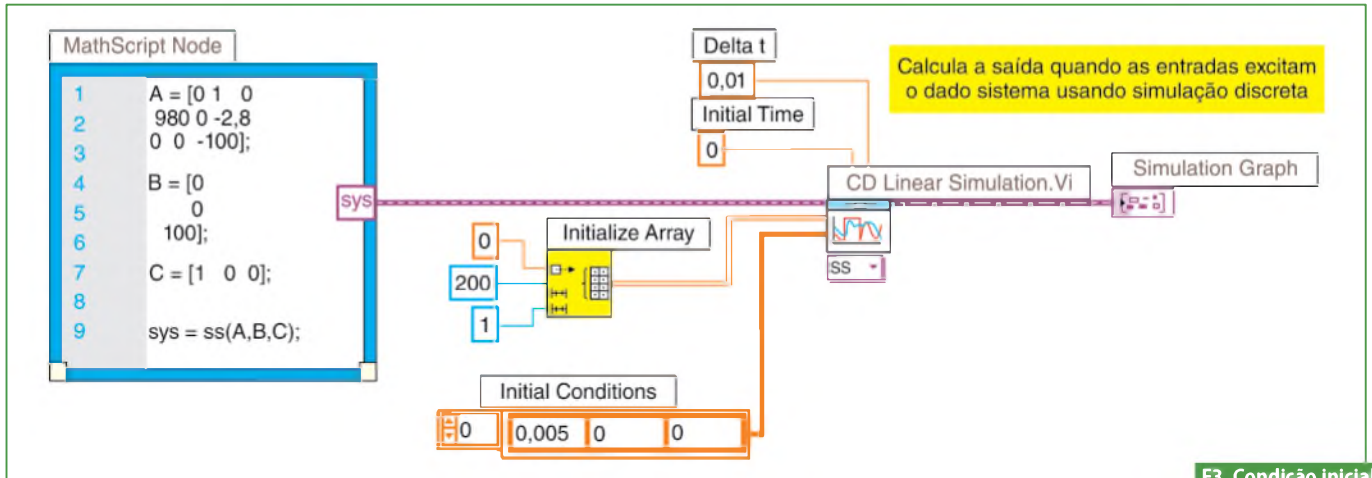 MathScript Node
1 A = [0 1 0
2 980 0 -2,8
3 0 0 -100];
4 B = [0
5 0
6 100];
7 C = [1 0 0];
8
9 sys = ss(A,B,C);
sys
Delta t
0,01
Initial Time
0
Calcula a saída quando as entradas excitam
o dado sistema usando simulação discreta
CD Linear Simulation.Vi
SS
Simulation Graph
Initialize Array
0
200
1
Initial Conditions
0 0,005 0 0
F3. Condição inicial